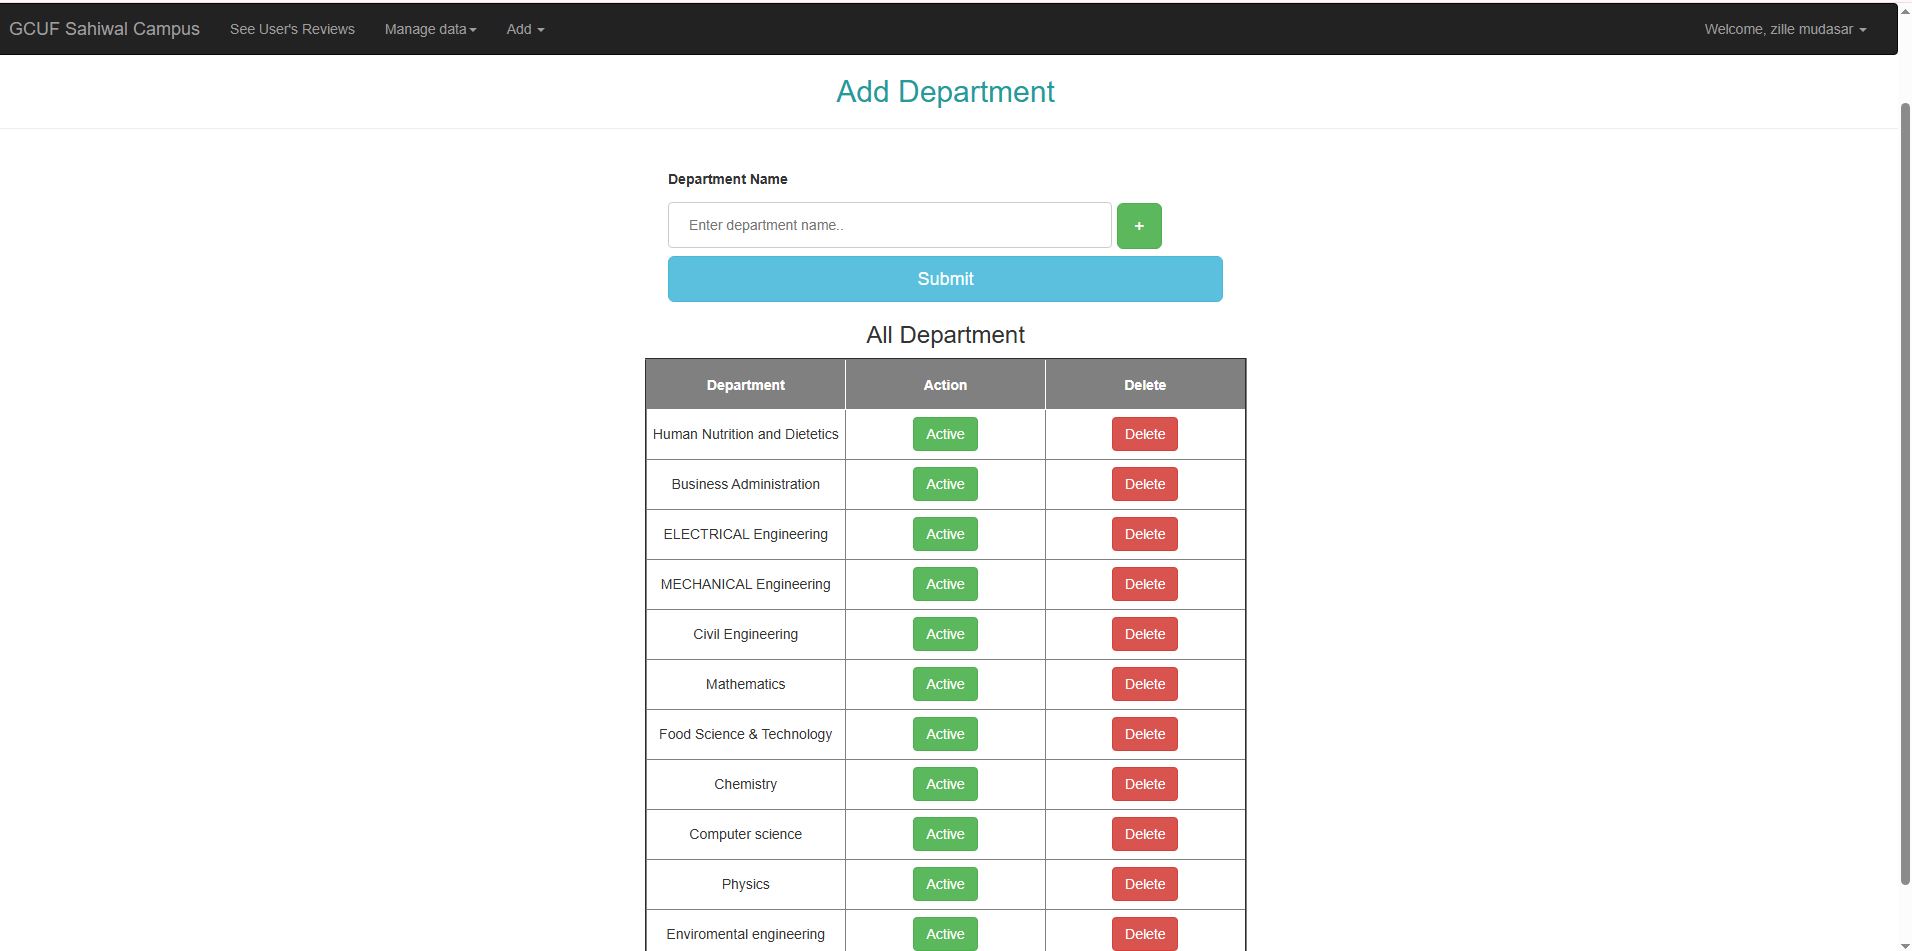 GCUF Sahiwal Campus See User's Reviews Manage data Add Welcome, zille mudasar
Add Department
Department Name
Enter department name.. +
Submit
All Department
Department Action Delete
Human Nutrition and Dietetics Active Delete
Business Administration Active Delete
ELECTRICAL Engineering Active Delete
MECHANICAL Engineering Active Delete
Civil Engineering Active Delete
Mathematics Active Delete
Food Science & Technology Active Delete
Chemistry Active Delete
Computer science Active Delete
Physics Active Delete
Enviromental engineering Active Delete